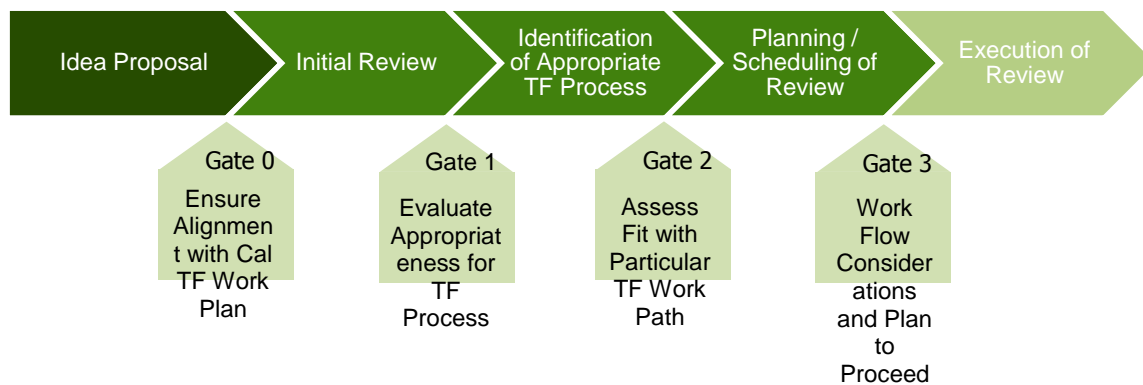 Idea Proposal
Initial Review
Identification
of Appropriate
TF Process
Planning /
Scheduling of
Review
Execution of
Review
Gate 0
Ensure
Alignmen
t with Cal
TF Work
Plan
Gate 1
Evaluate
Appropriat
eness for
TF
Process
Gate 2
Assess
Fit with
Particular
TF Work
Path
Gate 3
Work
Flow
Consider
ations
and Plan
to
Proceed